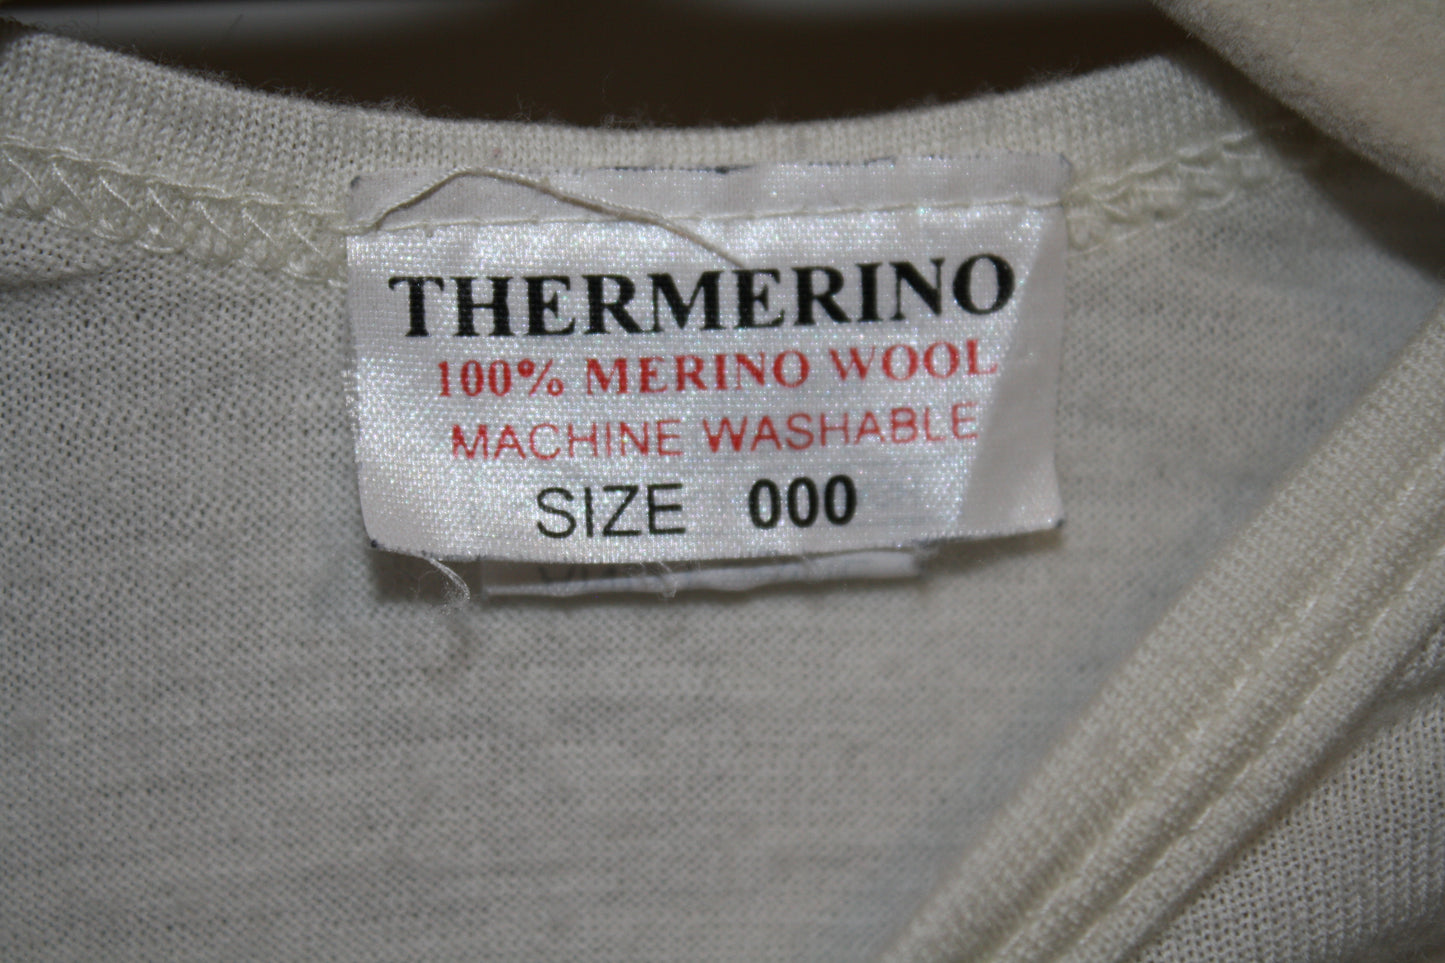 THERMERINO
100% MERINO WOOL
MACHINE WASHABLE
SIZE 000